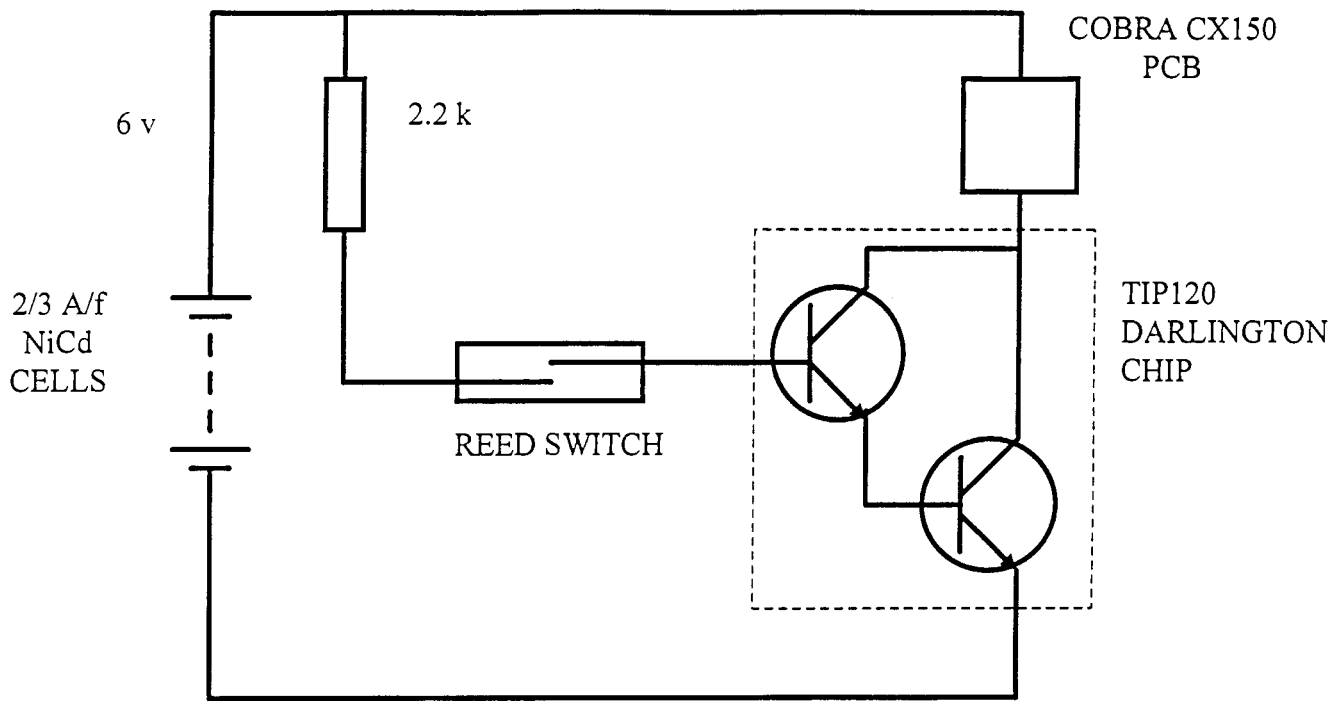 COBRA CX150
PCB
6 v
2.2 k
2/3 A/f
NiCd
CELLS
TIP120
DARLINGTON
CHIP
REED SWITCH